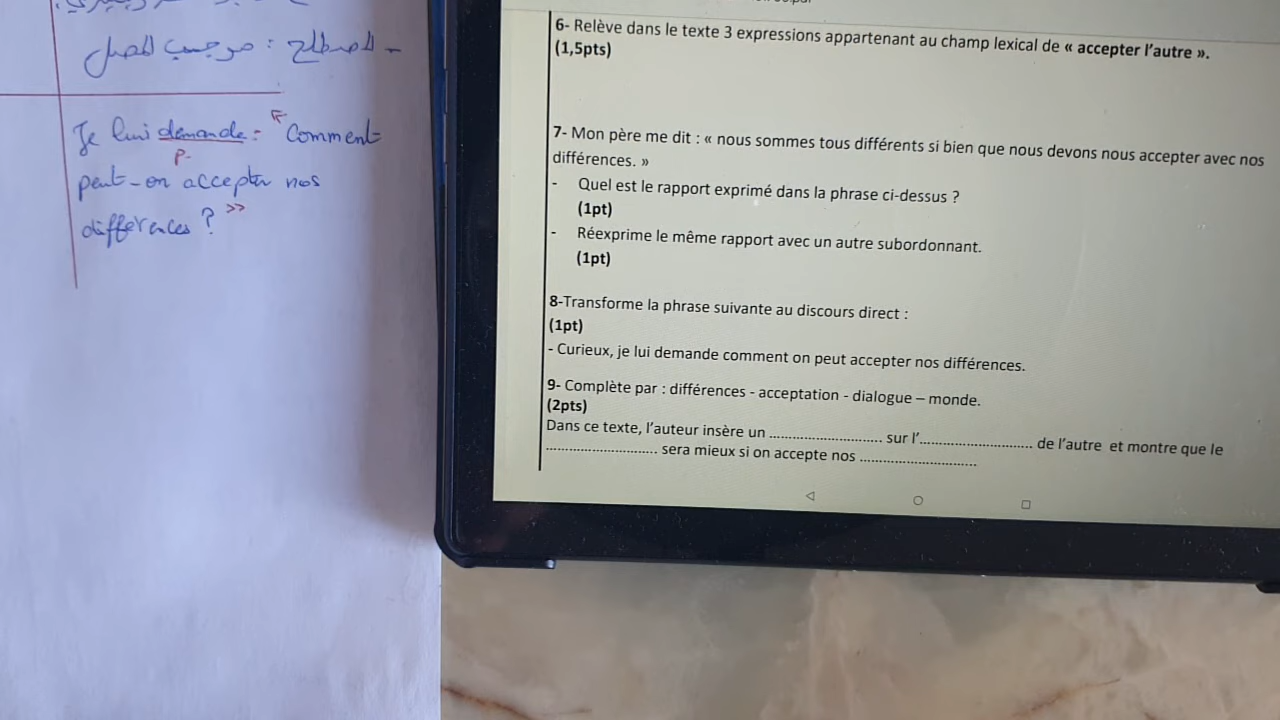 - المصطلح :
Je lui demande : « Comment
P.
peut-on accepter nos
différences ? »
6- Relève dans le texte 3 expressions appartenant au champ lexical de « accepter l'autre ».
(1,5pts)
7- Mon père me dit : « nous sommes tous différents si bien que nous devons nous accepter avec nos
différences. »
- Quel est le rapport exprimé dans la phrase ci-dessus ?
(1pt)
- Réexprime le même rapport avec un autre subordonnant.
(1pt)
8-Transforme la phrase suivante au discours direct :
(1pt)
- Curieux, je lui demande comment on peut accepter nos différences.
9- Complète par : différences - acceptation - dialogue – monde.
(2pts)
Dans ce texte, l'auteur insère un .............................. sur l'.............................. de l'autre et montre que le
.............................. sera mieux si on accepte nos ..............................